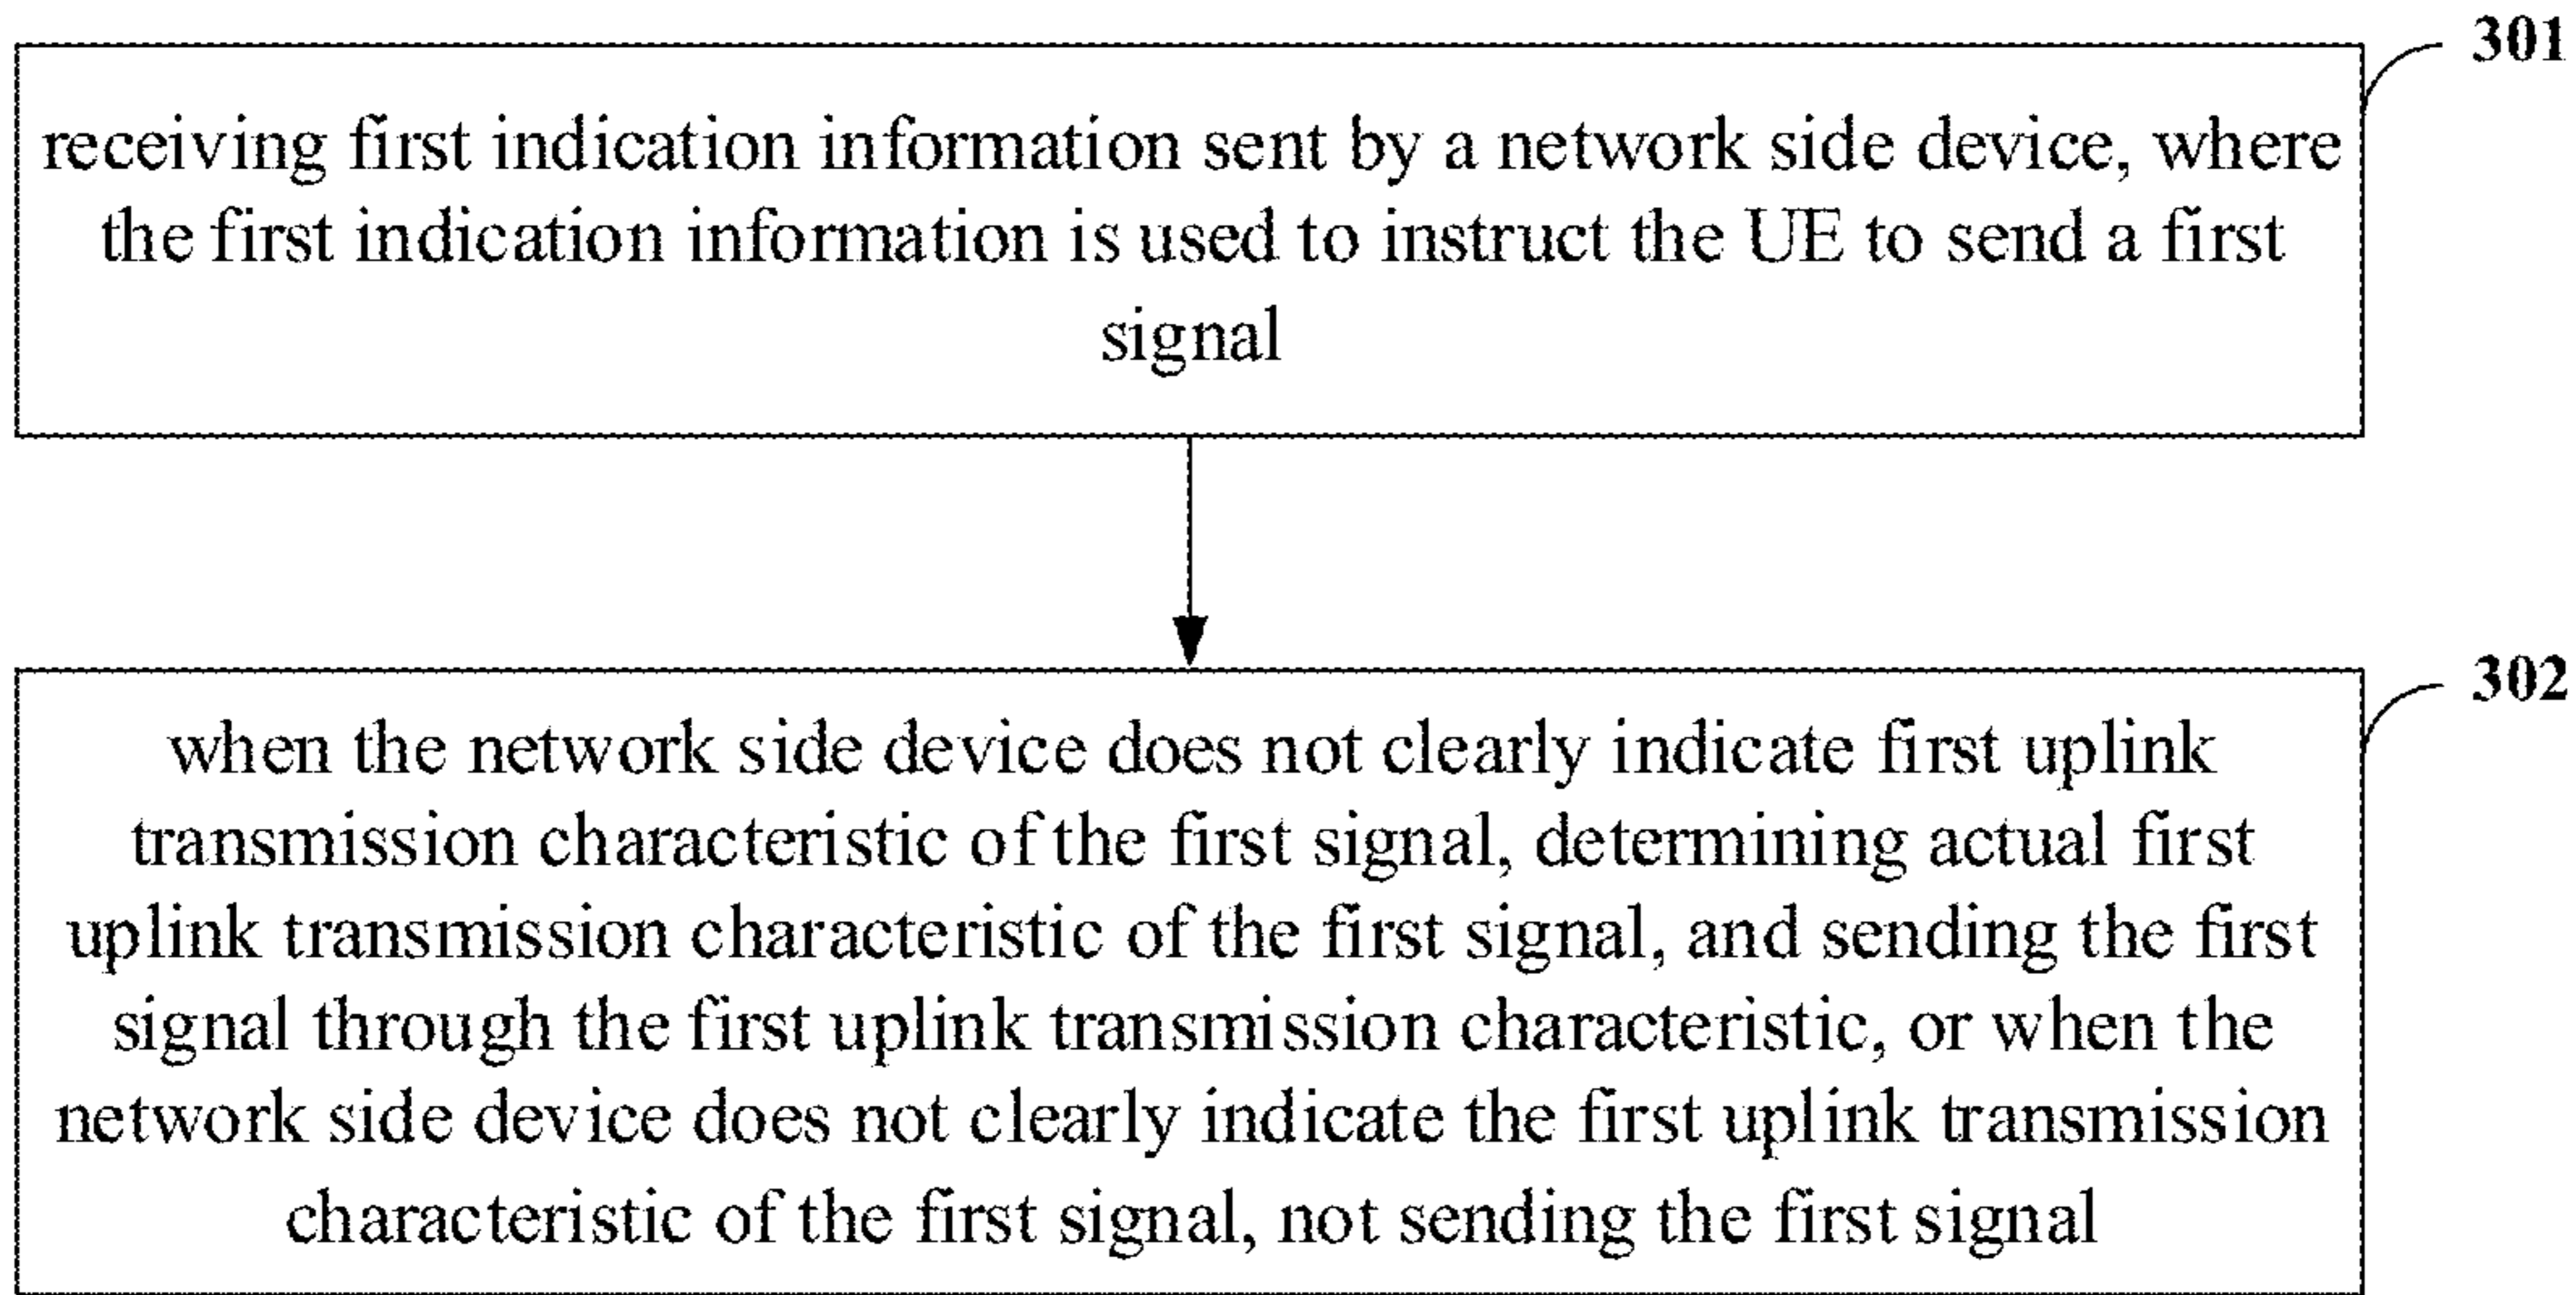 301
receiving first indication information sent by a network side device, where
the first indication information is used to instruct the UE to send a first
signal
302
when the network side device does not clearly indicate first uplink
transmission characteristic of the first signal, determining actual first
uplink transmission characteristic of the first signal, and sending the first
signal through the first uplink transmission characteristic, or when the
network side device does not clearly indicate the first uplink transmission
characteristic of the first signal, not sending the first signal